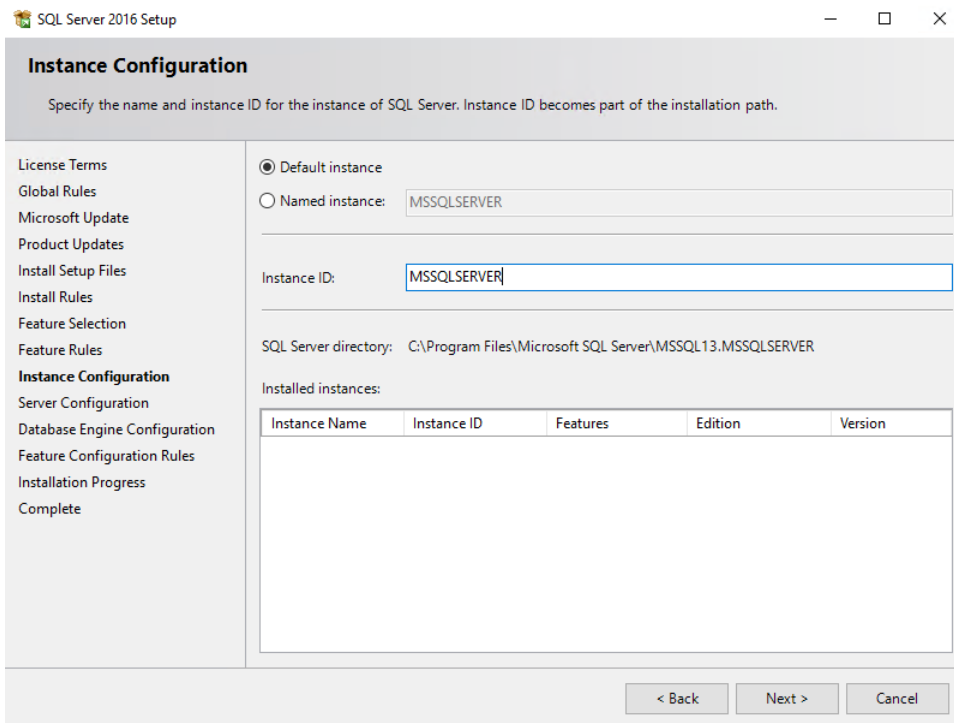 SQL Server 2016 Setup
Instance Configuration
Specify the name and instance ID for the instance of SQL Server. Instance ID becomes part of the installation path.
License Terms
Global Rules
Microsoft Update
Product Updates
Install Setup Files
Install Rules
Feature Selection
Feature Rules
Instance Configuration
Server Configuration
Database Engine Configuration
Feature Configuration Rules
Installation Progress
Complete
Default instance
Named instance: MSSQLSERVER
Instance ID: MSSQLSERVER
SQL Server directory: C:\Program Files\Microsoft SQL Server\MSSQL13.MSSQLSERVER
Installed instances:
Instance Name Instance ID Features Edition Version
< Back Next > Cancel